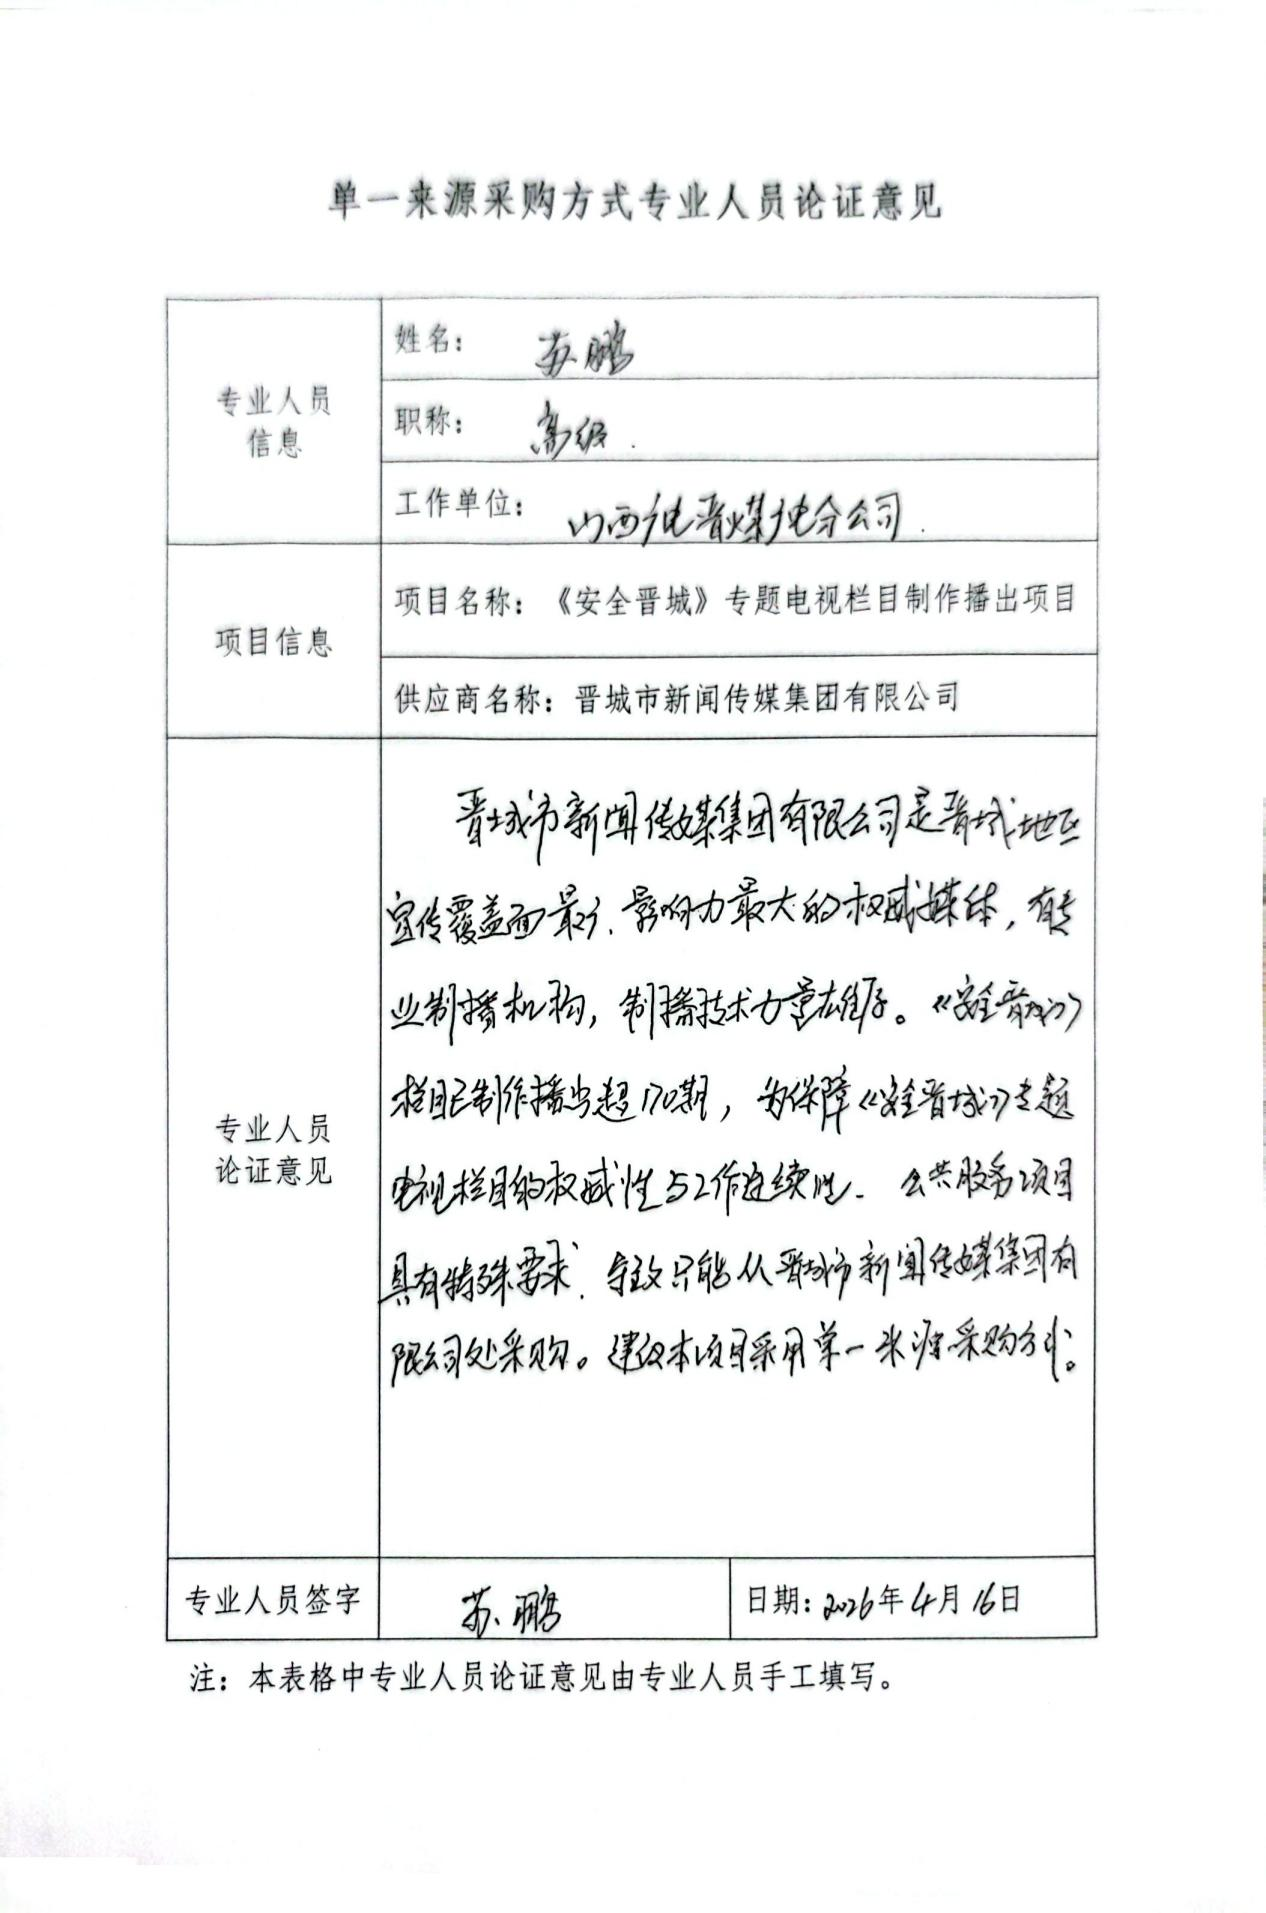 单一来源采购方式专业人员论证意见
专业人员
信息
姓名： 苏鹏
职称： 高级.
工作单位： 山西化晋煤化分公司.
项目信息
项目名称：《安全晋城》专题电视栏目制作播出项目
供应商名称：晋城市新闻传媒集团有限公司
专业人员
论证意见
晋城市新闻传媒集团有限公司是晋城地区
宣传覆盖面最广、影响力最大的权威媒体，有专
业制播机构，制播技术力量雄厚。《安全晋城》
栏目已制作播出超170期，为保障《安全晋城》专题
电视栏目的权威性与工作连续性、公共服务项目
具有特殊要求、导致只能从晋城市新闻传媒集团有
限公司处采购。建议本项目采用单一来源采购方式。
专业人员签字
苏鹏
日期：2026年4月16日
注：本表格中专业人员论证意见由专业人员手工填写。